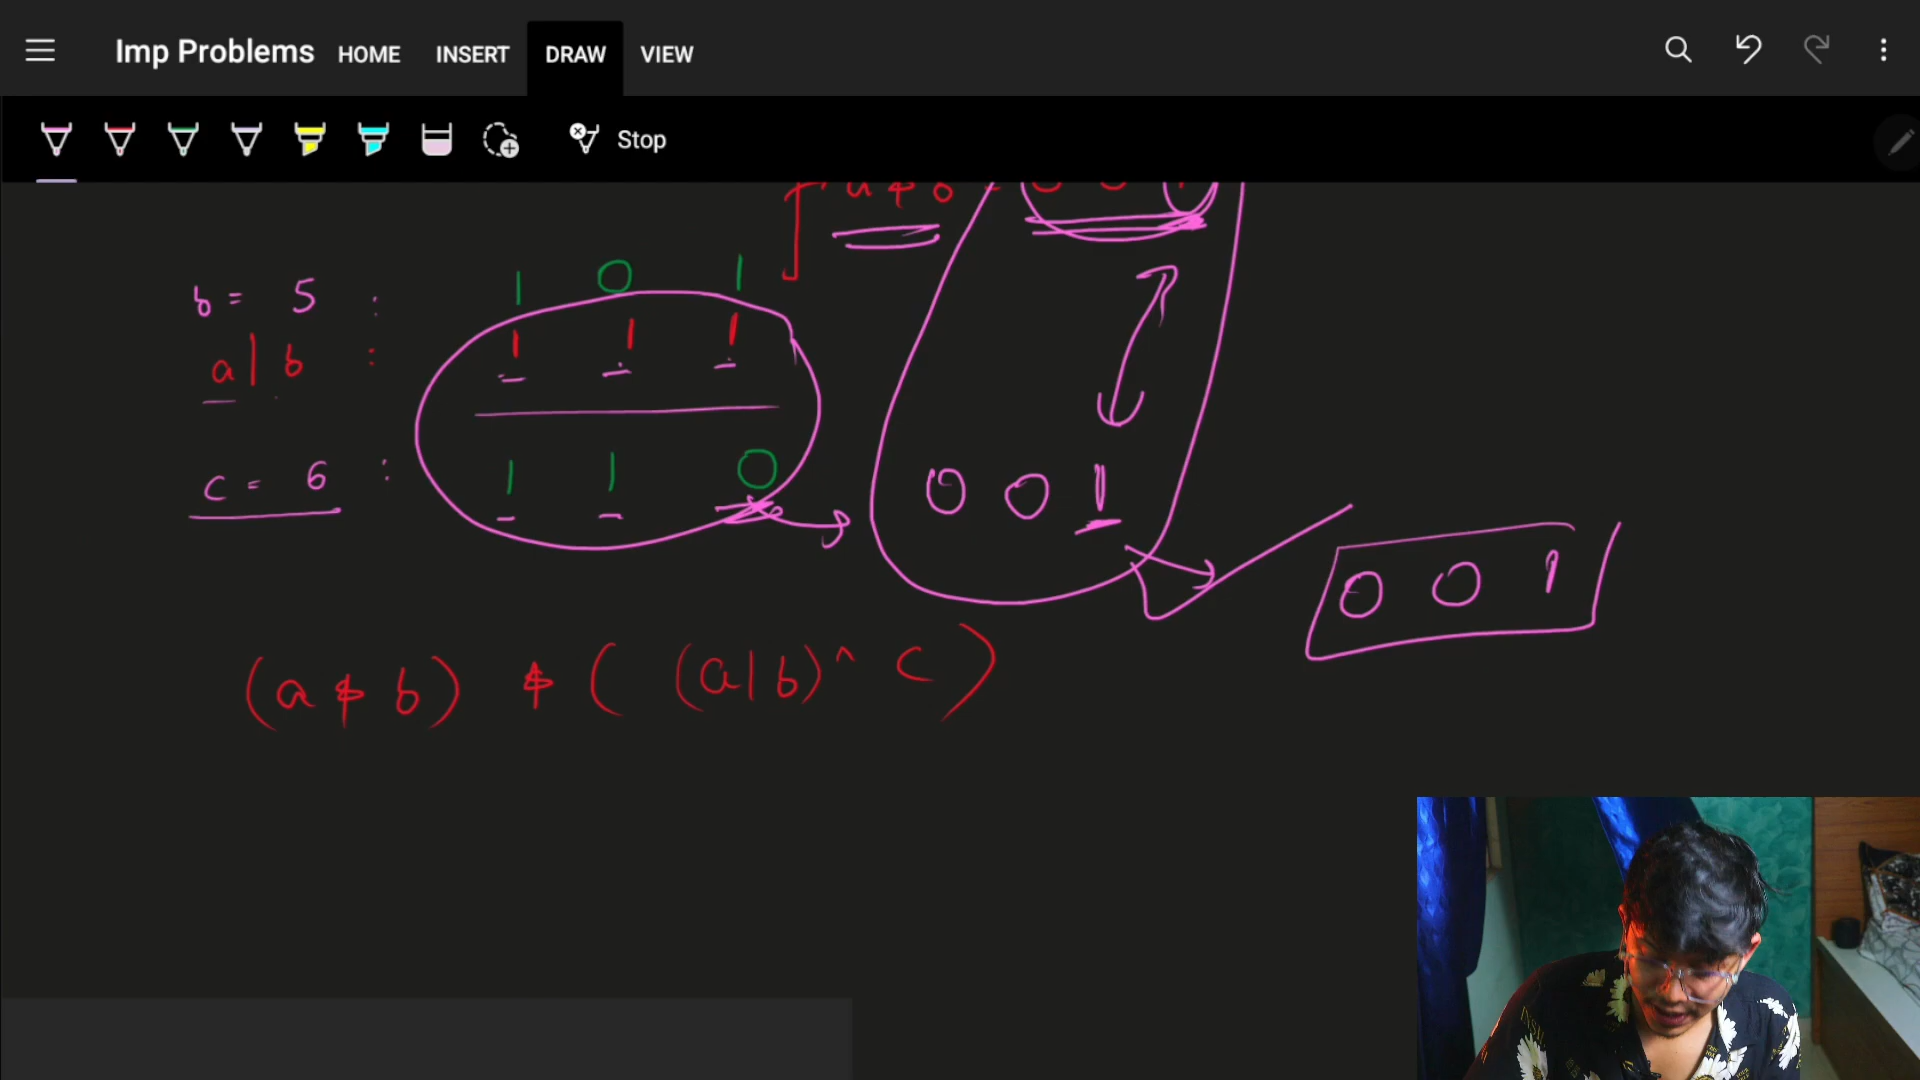 Imp Problems HOME INSERT DRAW VIEW
Stop
a & b
b = 5 : 1 0 1
a | b : 1 1 1
c = 6 : 1 1 0
0 0 1
0 0 1
(a & b) & ( (a|b) ^ c )